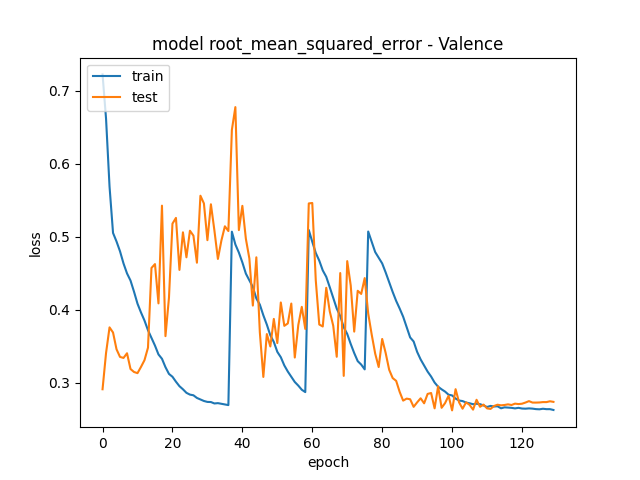 model root_mean_squared_error - Valence
train
test
0.7
0.6
0.5
0.4
0.3
loss
0 20 40 60 80 100 120
epoch